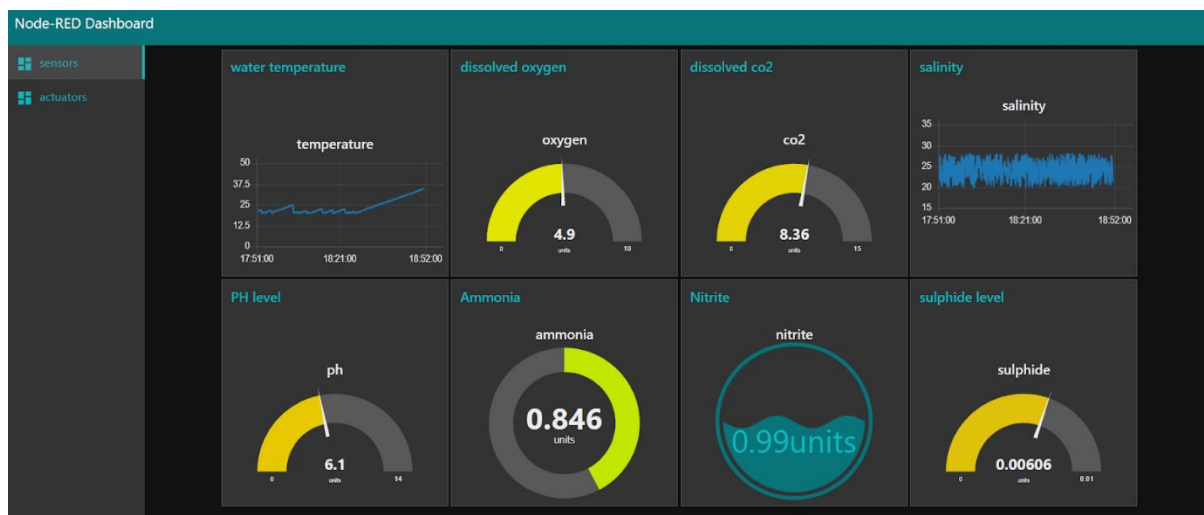 Node-RED Dashboard
sensors
actuators
water temperature
temperature
50
37.5
25
12.5
0
17:51:00 18:21:00 18:52:00
dissolved oxygen
oxygen
4.9
units
0 10
dissolved co2
co2
8.36
units
0 15
salinity
salinity
35
30
25
20
15
17:51:00 18:21:00 18:52:00
PH level
ph
6.1
units
0 14
Ammonia
ammonia
0.846
units
Nitrite
nitrite
0.99units
sulphide level
sulphide
0.00606
units
0 0.01